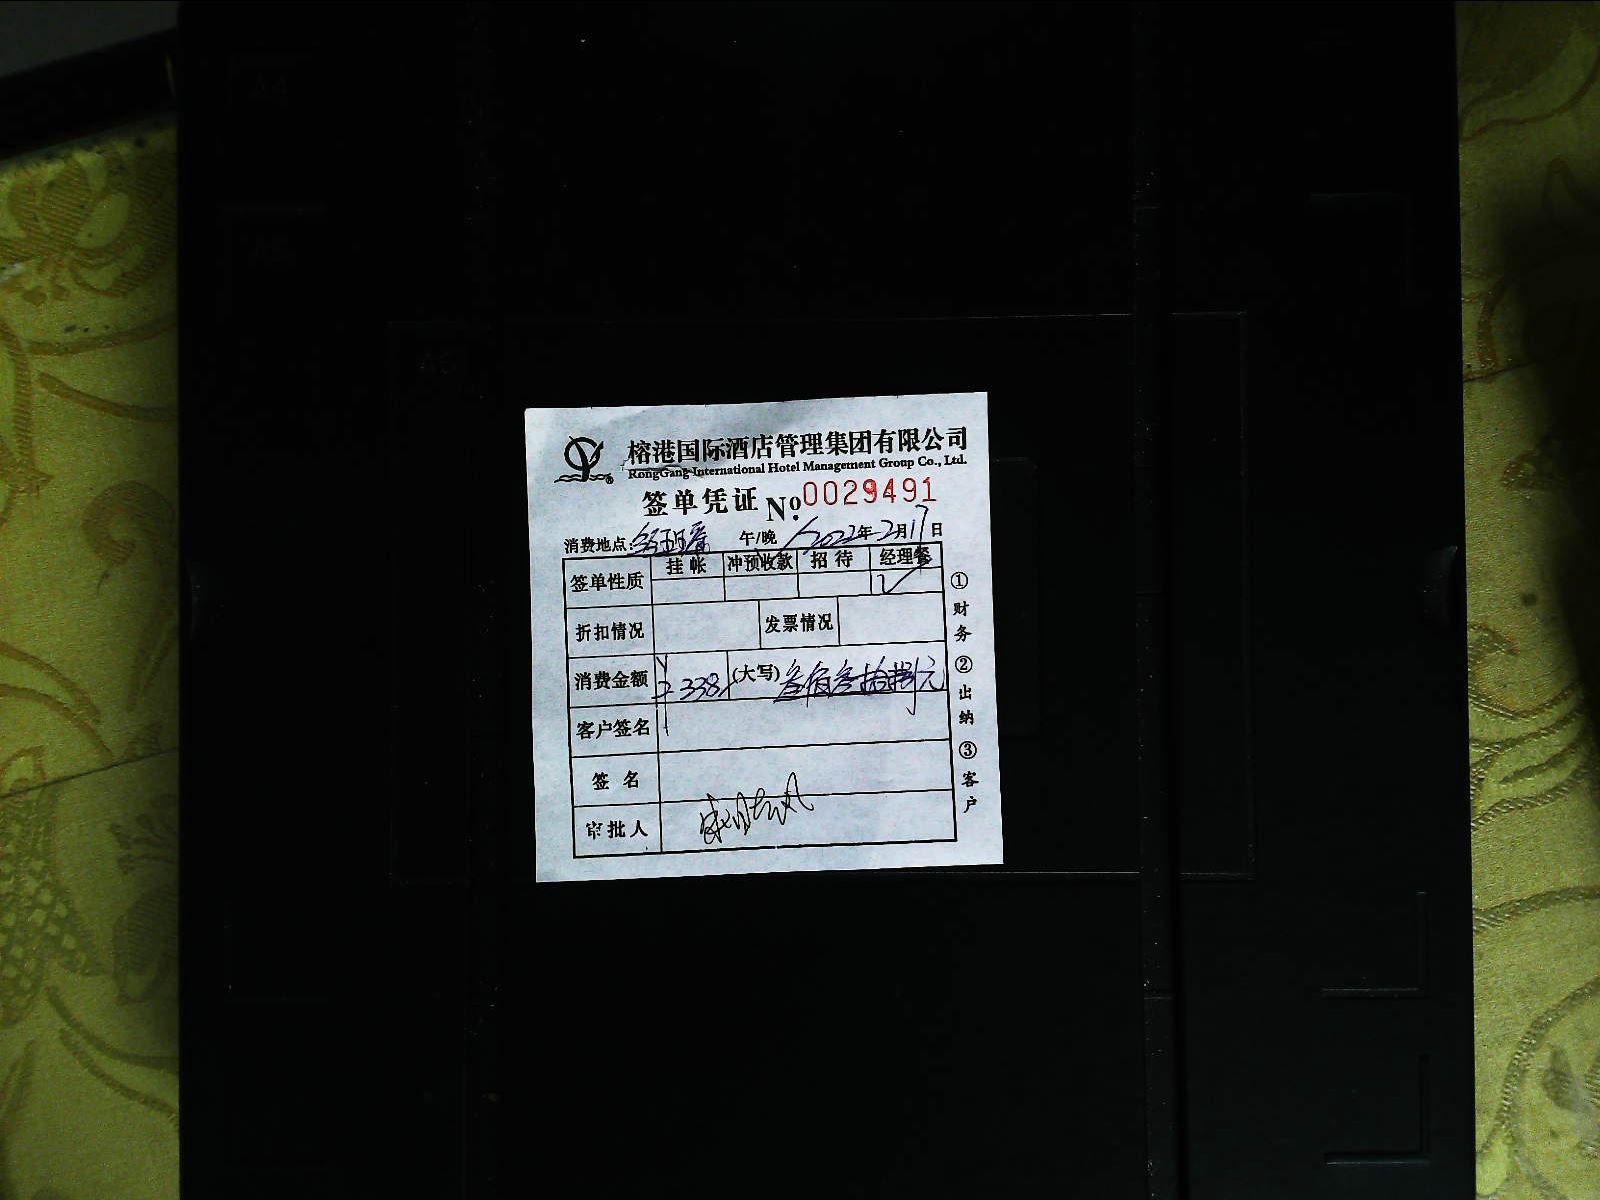 榕港国际酒店管理集团有限公司
RongGang International Hotel Management Group Co., Ltd.
签单凭证 No. 0029491
消费地点: 午/晚 2022年2月17日
签单性质 挂帐 冲预收款 招待 经理餐
✓
折扣情况 发票情况
消费金额 ¥338 (大写) 叁佰叁拾捌元
客户签名
签名
审批人
①财务 ②出纳 ③客户